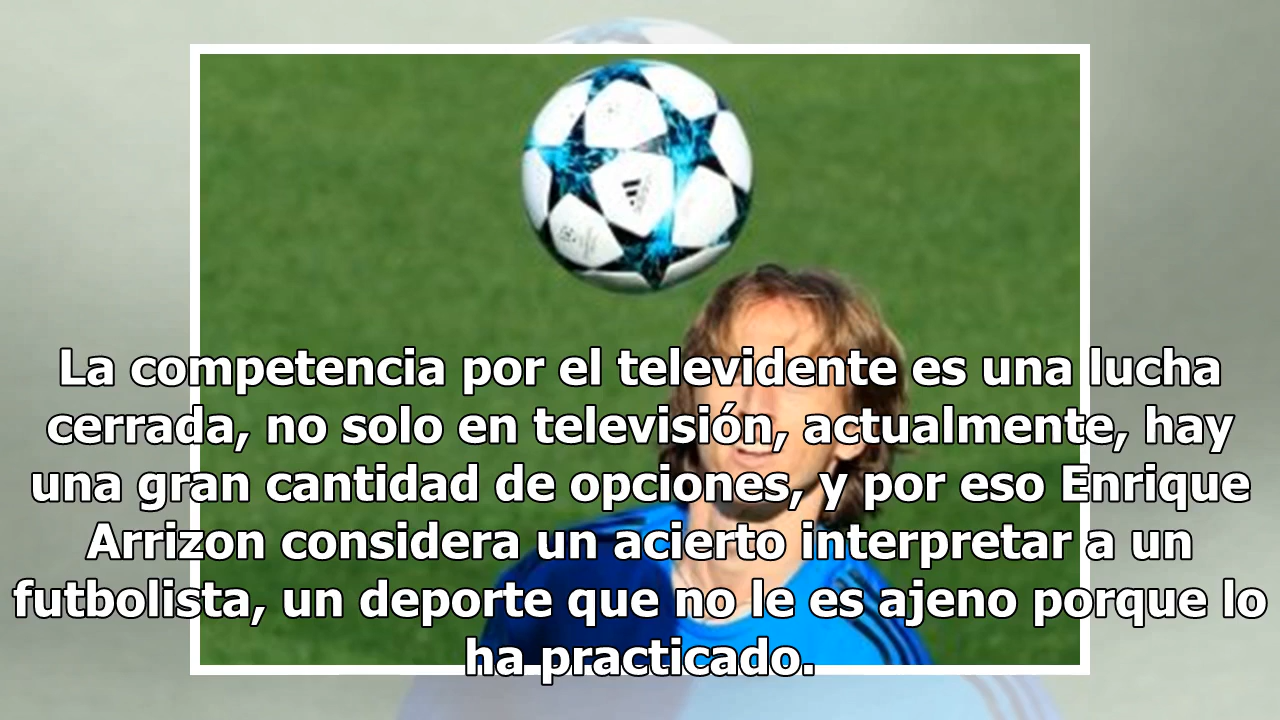 La competencia por el televidente es una lucha
cerrada, no solo en televisión, actualmente, hay
una gran cantidad de opciones, y por eso Enrique
Arrizon considera un acierto interpretar a un
futbolista, un deporte que no le es ajeno porque lo
ha practicado.